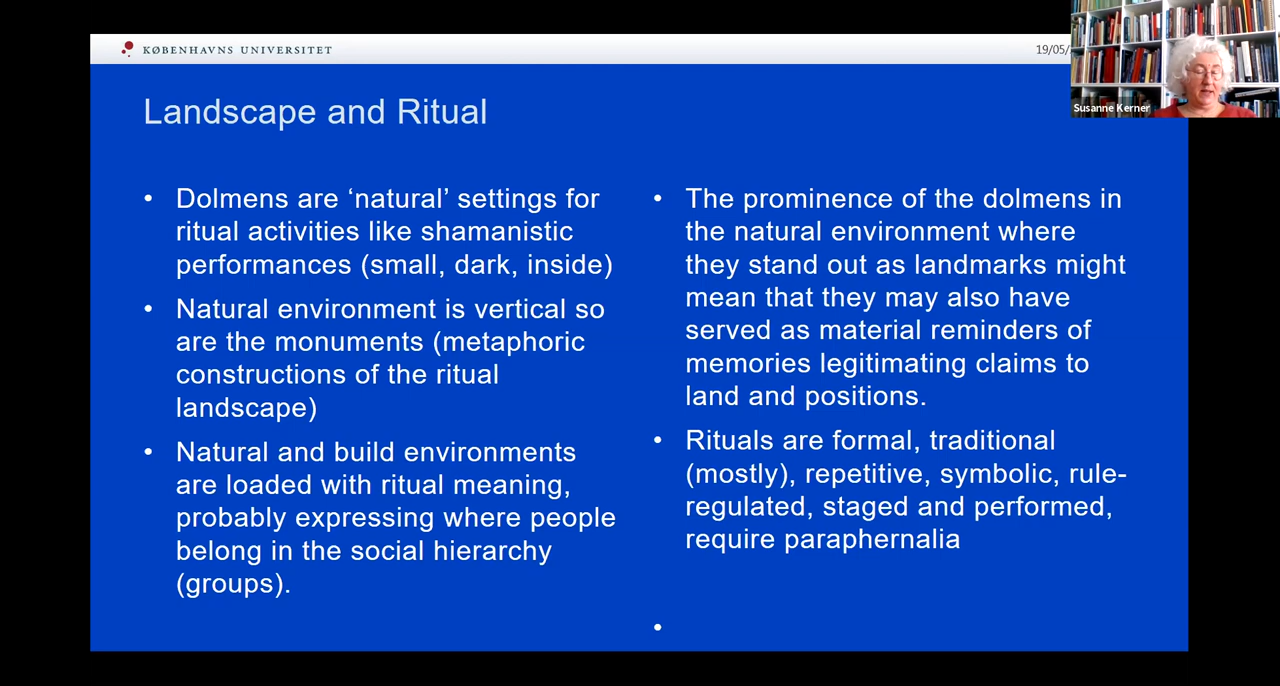 KØBENHAVNS UNIVERSITET
19/05/
Susanne Kerner
Landscape and Ritual
• Dolmens are ‘natural’ settings for
ritual activities like shamanistic
performances (small, dark, inside)
• Natural environment is vertical so
are the monuments (metaphoric
constructions of the ritual
landscape)
• Natural and build environments
are loaded with ritual meaning,
probably expressing where people
belong in the social hierarchy
(groups).
• The prominence of the dolmens in
the natural environment where
they stand out as landmarks might
mean that they may also have
served as material reminders of
memories legitimating claims to
land and positions.
• Rituals are formal, traditional
(mostly), repetitive, symbolic, rule-
regulated, staged and performed,
require paraphernalia
•